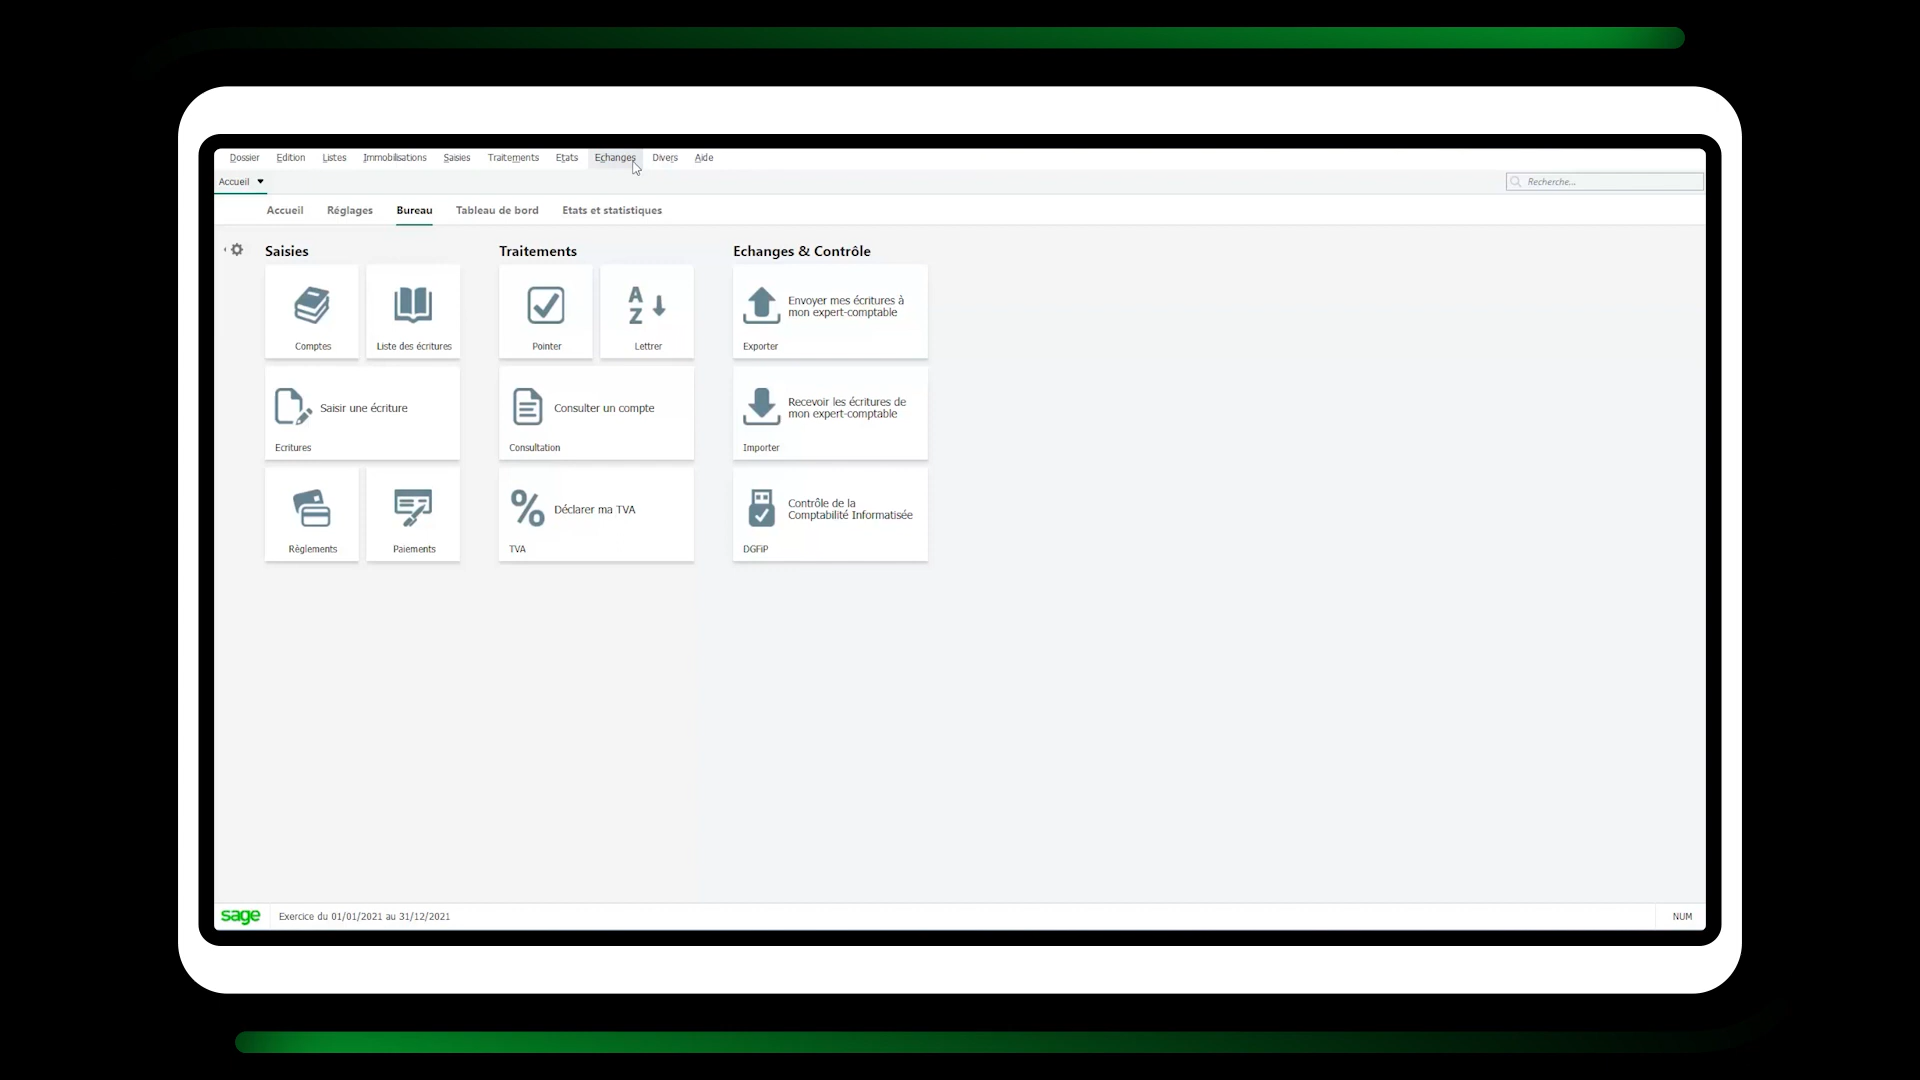 Dossier Edition Listes Immobilisations Saisies Traitements Etats Echanges Divers Aide
Accueil
Recherche...
Accueil Réglages Bureau Tableau de bord Etats et statistiques
Saisies
Comptes
Liste des écritures
Saisir une écriture
Ecritures
Règlements
Paiements
Traitements
Pointer
A
Z
Lettrer
Consulter un compte
Consultation
%
Déclarer ma TVA
TVA
Echanges & Contrôle
Envoyer mes écritures à
mon expert-comptable
Exporter
Recevoir les écritures de
mon expert-comptable
Importer
Contrôle de la
Comptabilité Informatisée
DGFiP
sage
Exercice du 01/01/2021 au 31/12/2021
NUM